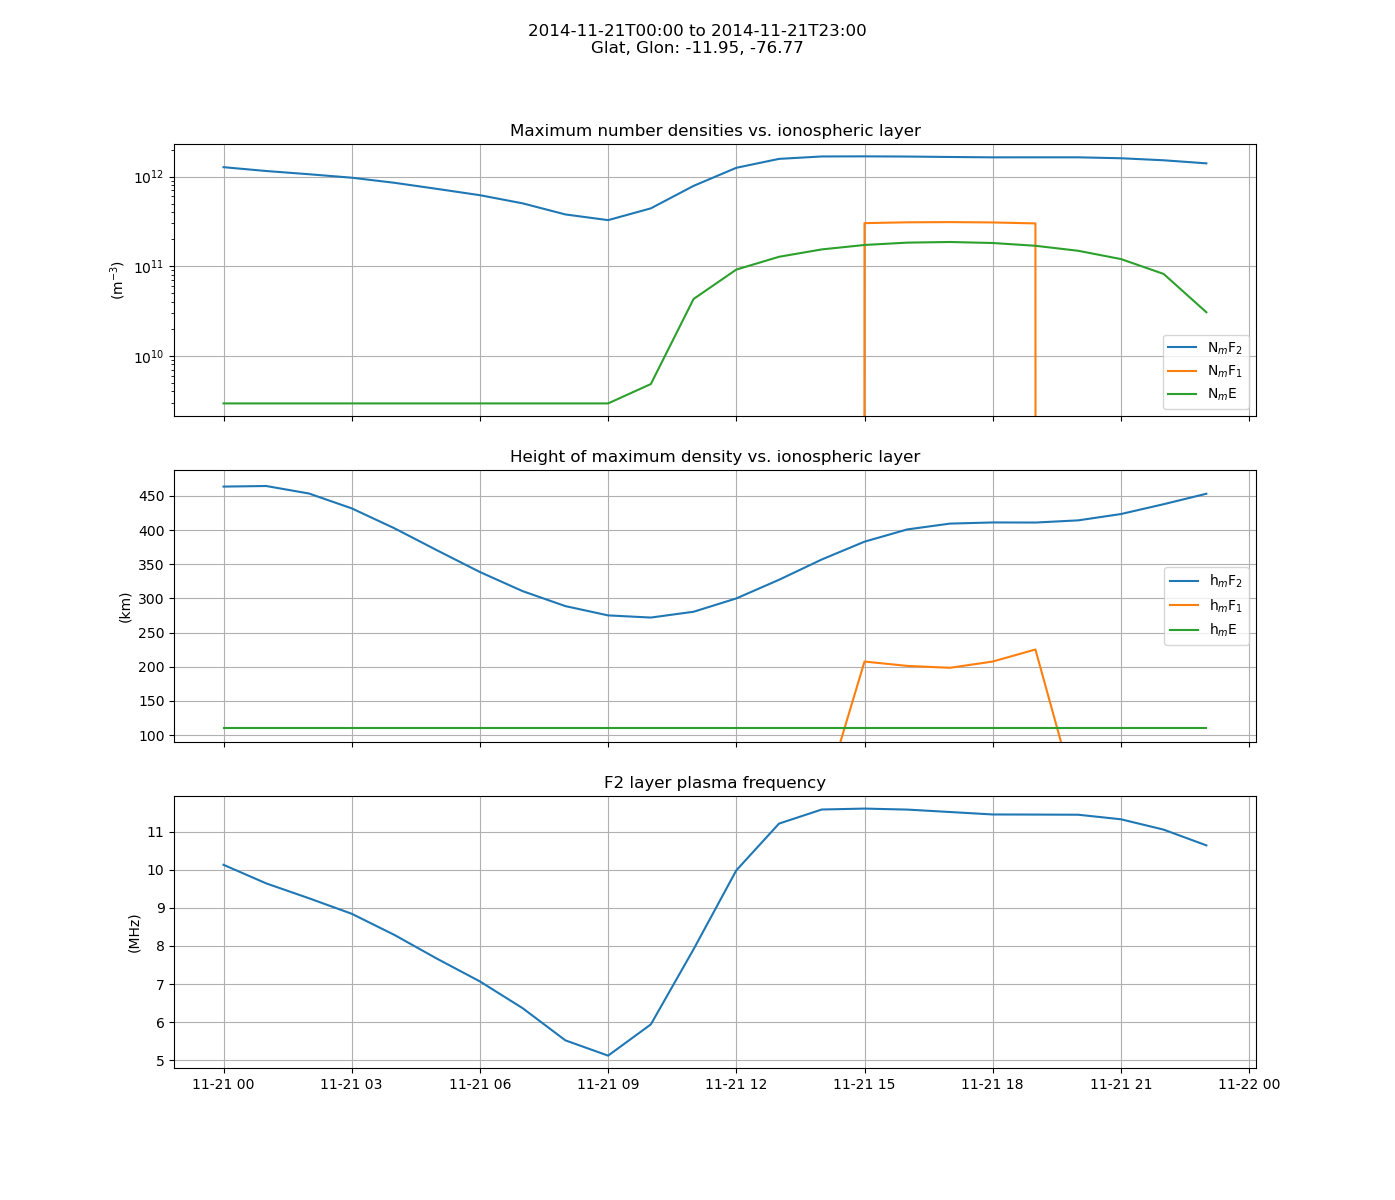 2014-11-21T00:00 to 2014-11-21T23:00
Glat, Glon: -11.95, -76.77
Maximum number densities vs. ionospheric layer
10¹²
10¹¹
10¹⁰
(m⁻³)
NₘF₂
NₘF₁
NₘE
Height of maximum density vs. ionospheric layer
450
400
350
300
250
200
150
100
(km)
hₘF₂
hₘF₁
hₘE
F2 layer plasma frequency
11
10
9
8
7
6
5
(MHz)
11-21 00 11-21 03 11-21 06 11-21 09 11-21 12 11-21 15 11-21 18 11-21 21 11-22 00